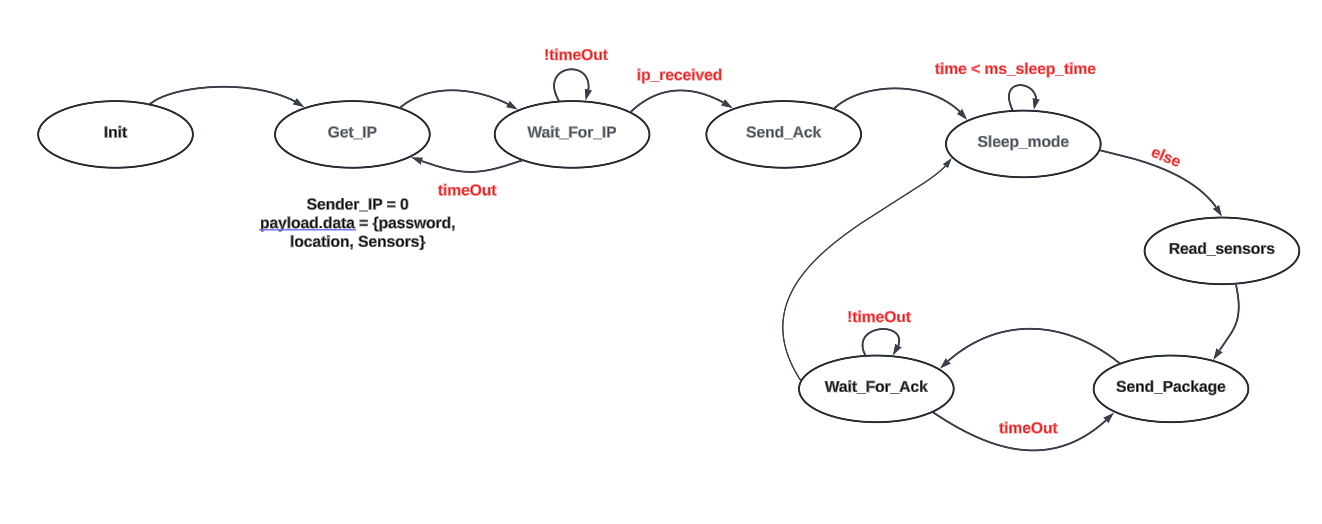 !timeOut
ip_received
time < ms_sleep_time
Init
Get_IP
Wait_For_IP
Send_Ack
Sleep_mode
else
timeOut
Sender_IP = 0
payload.data = {password,
location, Sensors}
Read_sensors
!timeOut
Wait_For_Ack
Send_Package
timeOut